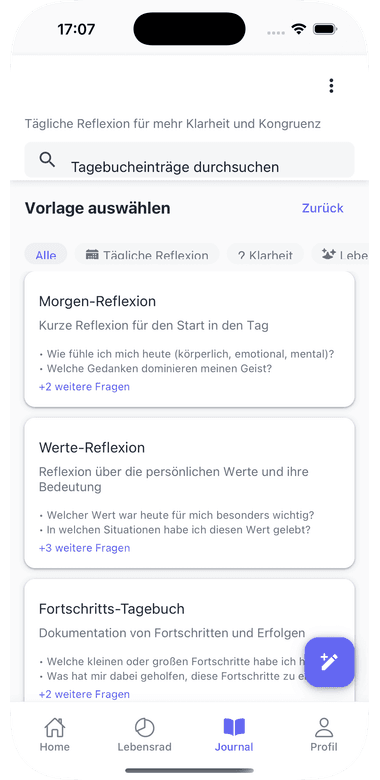 17:07
Tägliche Reflexion für mehr Klarheit und Kongruenz
Tagebucheinträge durchsuchen
Vorlage auswählen
Zurück
Alle
Tägliche Reflexion
? Klarheit
Lebe
Morgen-Reflexion
Kurze Reflexion für den Start in den Tag
• Wie fühle ich mich heute (körperlich, emotional, mental)?
• Welche Gedanken dominieren meinen Geist?
+2 weitere Fragen
Werte-Reflexion
Reflexion über die persönlichen Werte und ihre
Bedeutung
• Welcher Wert war heute für mich besonders wichtig?
• In welchen Situationen habe ich diesen Wert gelebt?
+3 weitere Fragen
Fortschritts-Tagebuch
Dokumentation von Fortschritten und Erfolgen
• Welche kleinen oder großen Fortschritte habe ich
• Was hat mir dabei geholfen, diese Fortschritte zu
+2 weitere Fragen
Home
Lebensrad
Journal
Profil